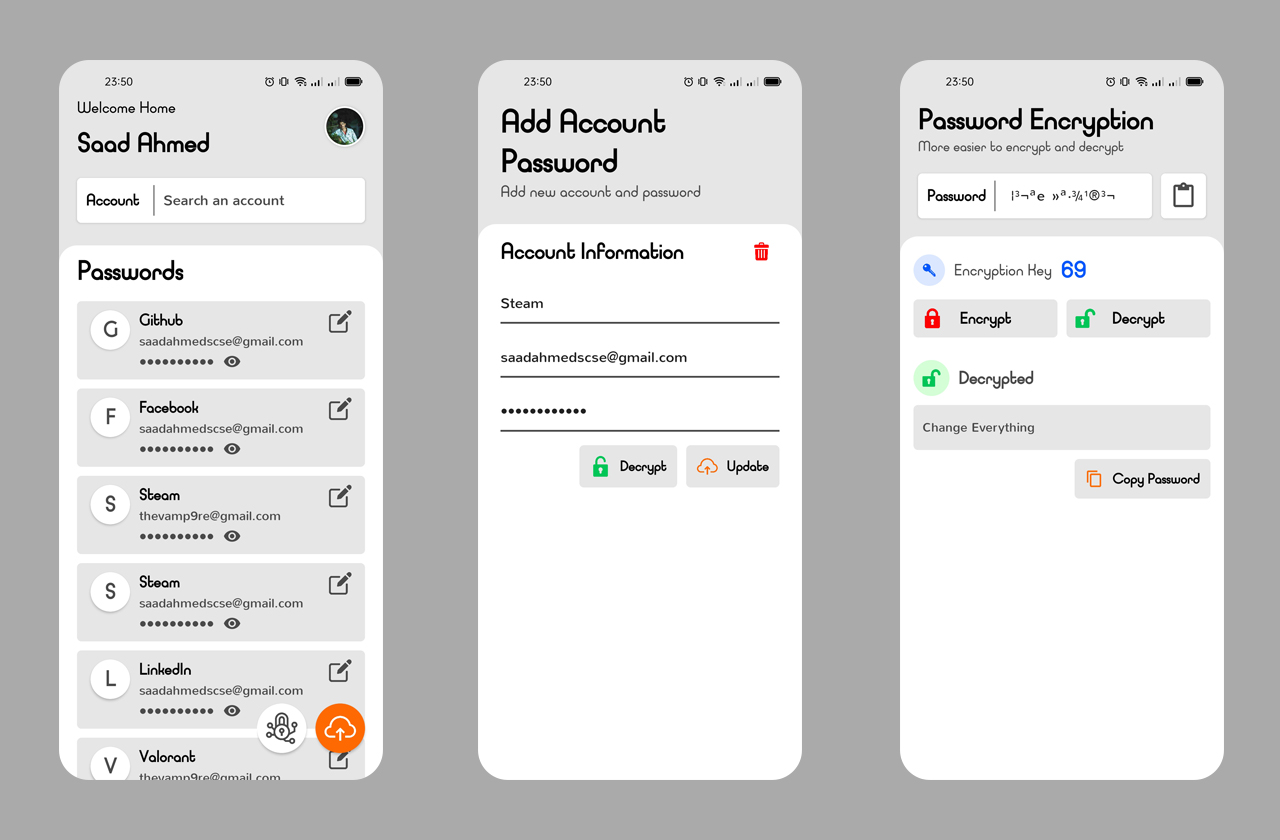 23:50
Welcome Home
Saad Ahmed
Account
Search an account
Passwords
G
Github
saadahmedscse@gmail.com
••••••••••
F
Facebook
saadahmedscse@gmail.com
••••••••••
S
Steam
thevamp9re@gmail.com
••••••••••
S
Steam
saadahmedscse@gmail.com
••••••••••
L
LinkedIn
saadahmedscse@gmail.com
••••••••••
V
Valorant
thevamp9re@gmail.com
23:50
Add Account
Password
Add new account and password
Account Information
Steam
saadahmedscse@gmail.com
••••••••••••
Decrypt
Update
23:50
Password Encryption
More easier to encrypt and decrypt
Password
¦³¬ªe »ª·¾¹®³¬
Encryption Key 69
Encrypt
Decrypt
Decrypted
Change Everything
Copy Password